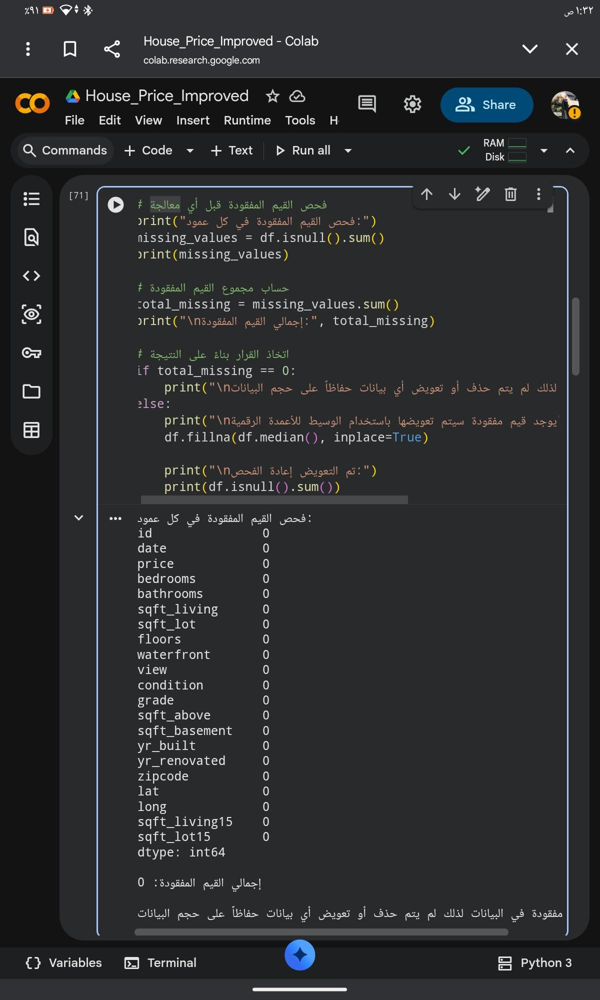 ٪٩١
١:٣٢ ص
House_Price_Improved - Colab
colab.research.google.com
House_Price_Improved
Share
File Edit View Insert Runtime Tools
Commands + Code + Text Run all
RAM
Disk
[71]
# فحص القيم المفقودة قبل أي معالجة
print("فحص القيم المفقودة في كل عمود:")
missing_values = df.isnull().sum()
print(missing_values)
# حساب مجموع القيم المفقودة
total_missing = missing_values.sum()
print("\nإجمالي القيم المفقودة:", total_missing)
# اتخاذ القرار بناءً على النتيجة
if total_missing == 0:
print("\nلذلك لم يتم حذف أو تعويض أي بيانات حفاظاً على حجم البيانات
else:
print("\nيوجد قيم مفقودة سيتم تعويضها باستخدام الوسيط للأعمدة الرقمية
df.fillna(df.median(), inplace=True)
print("\nتم التعويض إعادة الفحص:")
print(df.isnull().sum())
فحص القيم المفقودة في كل عمود:
id 0
date 0
price 0
bedrooms 0
bathrooms 0
sqft_living 0
sqft_lot 0
floors 0
waterfront 0
view 0
condition 0
grade 0
sqft_above 0
sqft_basement 0
yr_built 0
yr_renovated 0
zipcode 0
lat 0
long 0
sqft_living15 0
sqft_lot15 0
dtype: int64
إجمالي القيم المفقودة: 0
مفقودة في البيانات لذلك لم يتم حذف أو تعويض أي بيانات حفاظاً على حجم البيانات
Variables Terminal Python 3